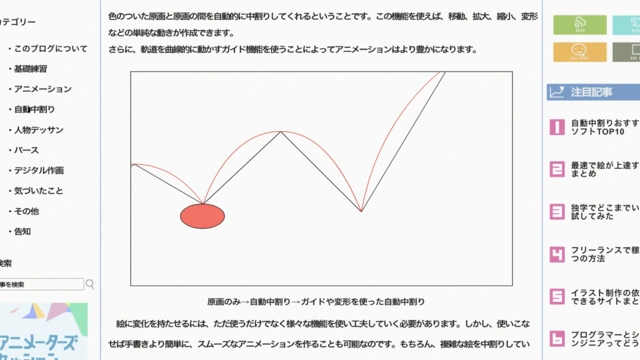 テゴリー
・このブログについて
・基礎練習
・アニメーション
・自動中割り
・人物デッサン
・パース
・デジタル作画
・気づいたこと
・その他
・告知
検索
事を検索
アニメーターズ
色のついた原画と原画の間を自動的に中割りしてくれるということです。この機能を使えば、移動、拡大、縮小、変形
などの単純な動きが作成できます。
さらに、軌道を曲線的に動かすガイド機能を使うことによってアニメーションはより豊かになります。
原画のみ→自動中割り→ガイドや変形を使った自動中割り
絵に変化を持たせるには、ただ使うだけでなく様々な機能を使い工夫していく必要があります。しかし、使いこな
せば手書きより簡単に、スムーズなアニメーションを作ることも可能なのです。もちろん、複雑な絵を中割りしてい
注目記事
1 自動中割りおすす
ソフトTOP10
2 最速で絵が上達す
まとめ
3 独学でどこまでい
試してみた
4 フリーランスで稼
つの方法
5 イラスト制作の依
できるサイトまと
6 プログラマーとシ
ンジニアってどう